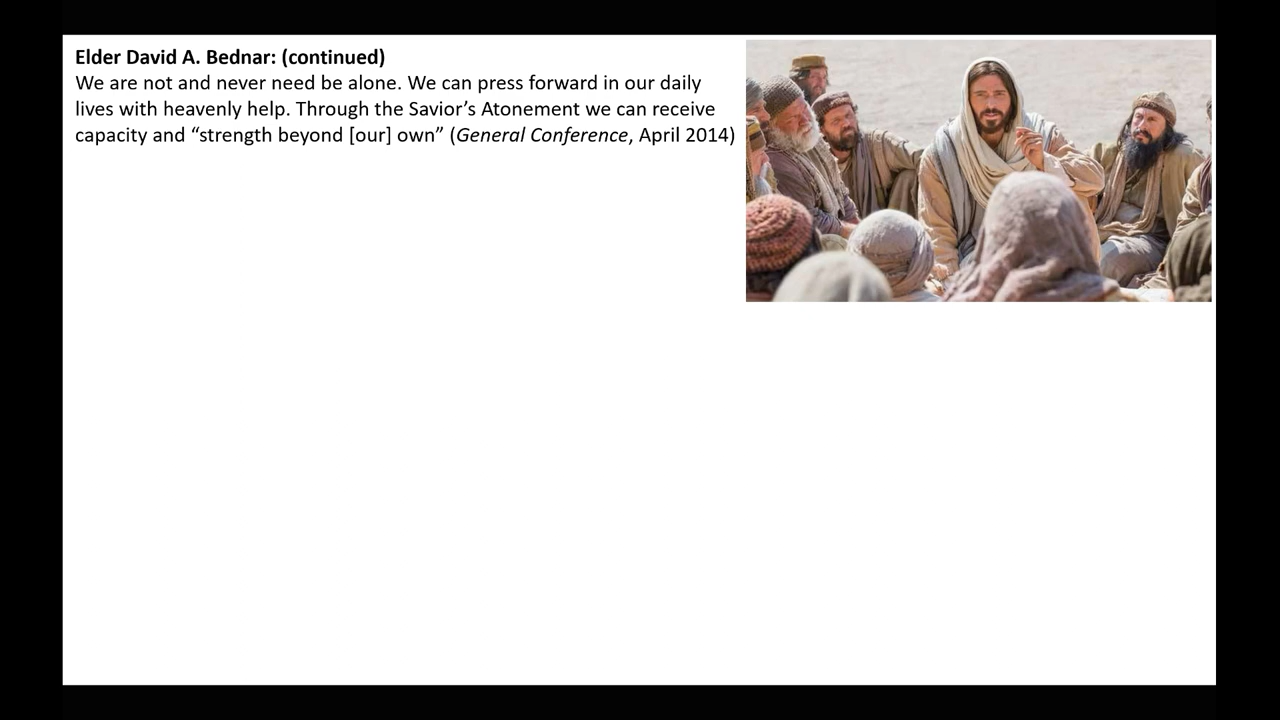 Elder David A. Bednar: (continued)
We are not and never need be alone. We can press forward in our daily
lives with heavenly help. Through the Savior’s Atonement we can receive
capacity and “strength beyond [our] own” (General Conference, April 2014)